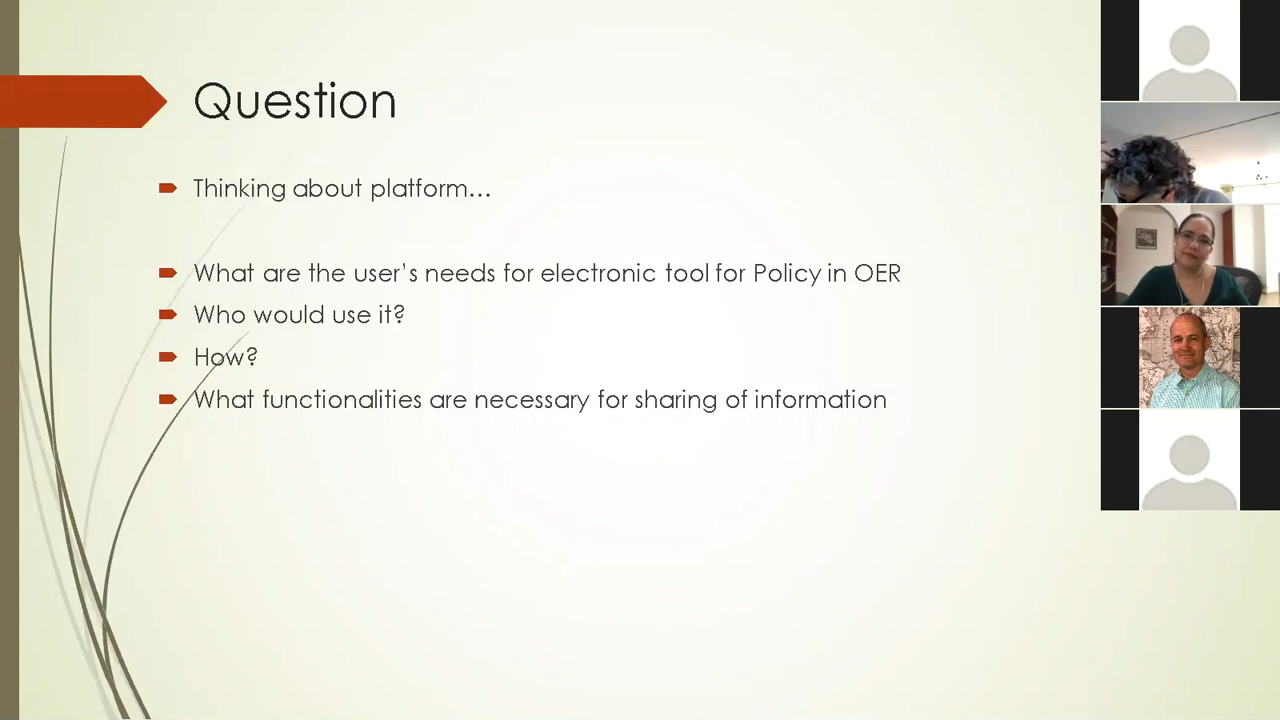 Question
Thinking about platform…
What are the user's needs for electronic tool for Policy in OER
Who would use it?
How?
What functionalities are necessary for sharing of information